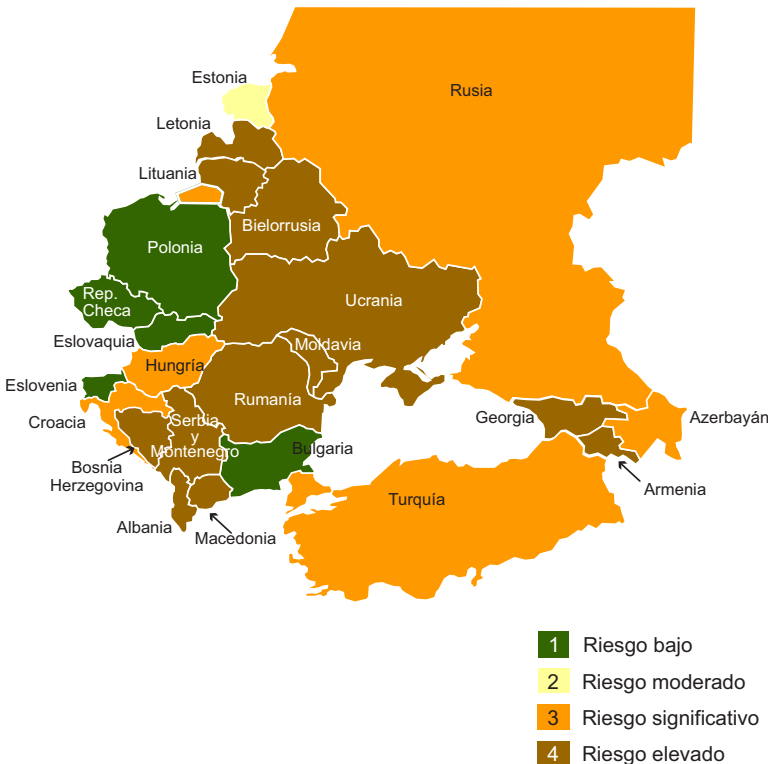 Estonia
Rusia
Letonia
Lituania
Bielorrusia
Polonia
Rep.
Checa
Ucrania
Eslovaquia
Moldavia
Hungría
Eslovenia
Rumanía
Croacia
Serbia
y
Montenegro
Georgia
Azerbayán
Bulgaria
Bosnia
Herzegovina
Armenia
Turquía
Albania
Macedonia
1 Riesgo bajo
2 Riesgo moderado
3 Riesgo significativo
4 Riesgo elevado